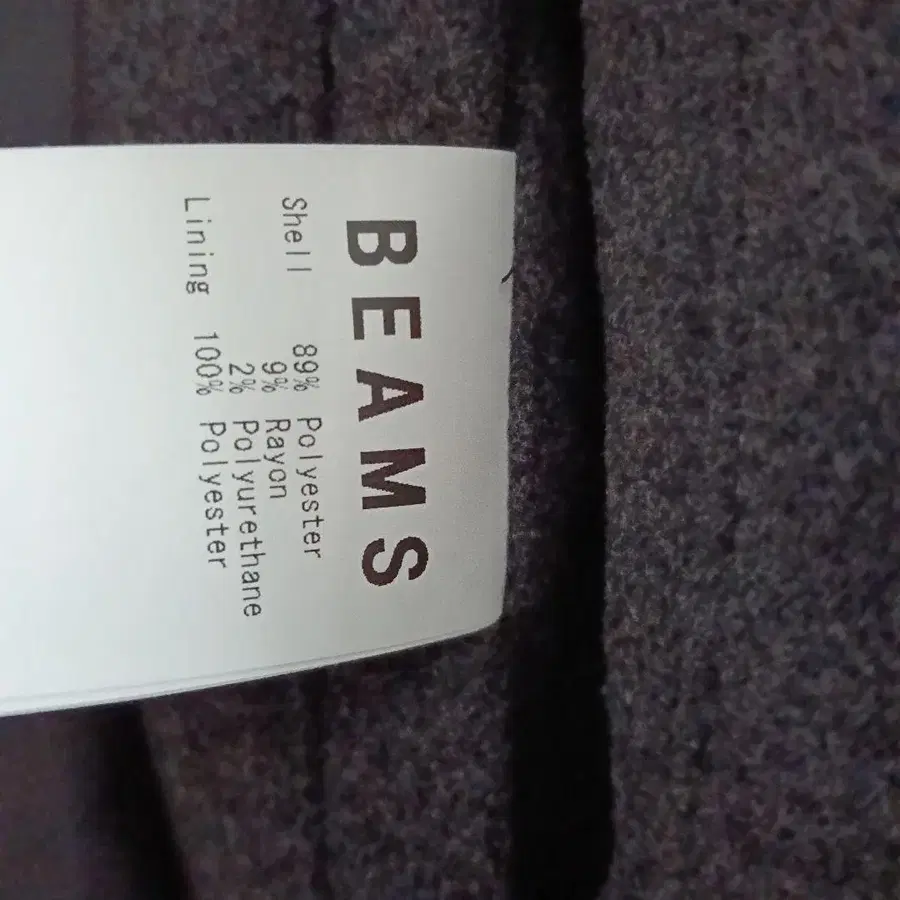 BEAMS
Shell 89% Polyester
9% Rayon
2% Polyurethane
Lining 100% Polyester